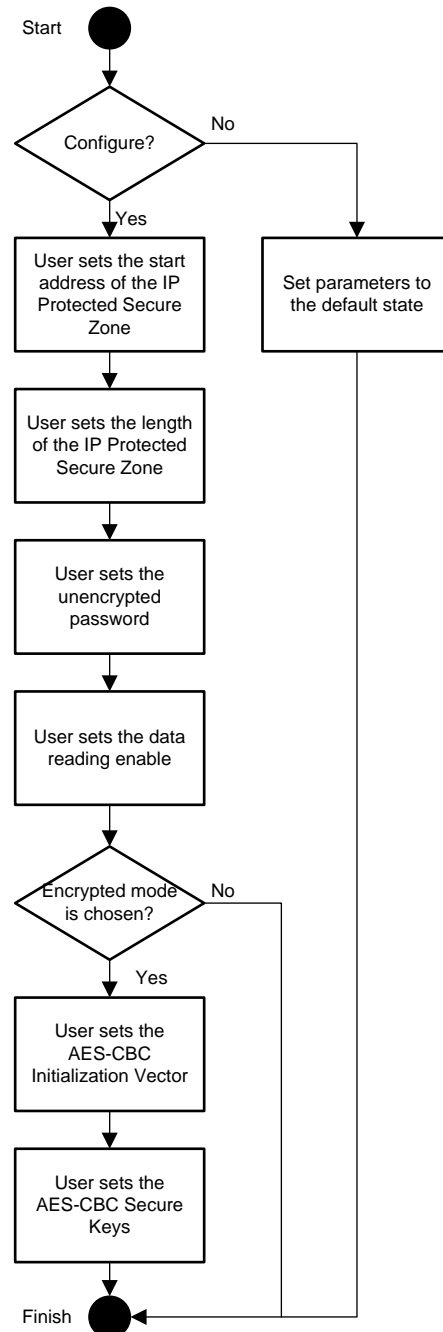 Start
Configure?
No
Yes
User sets the start
address of the IP
Protected Secure
Zone
Set parameters to
the default state
User sets the length
of the IP Protected
Secure Zone
User sets the
unencrypted
password
User sets the data
reading enable
Encrypted mode
is chosen?
No
Yes
User sets the
AES-CBC
Initialization Vector
User sets the
AES-CBC Secure
Keys
Finish